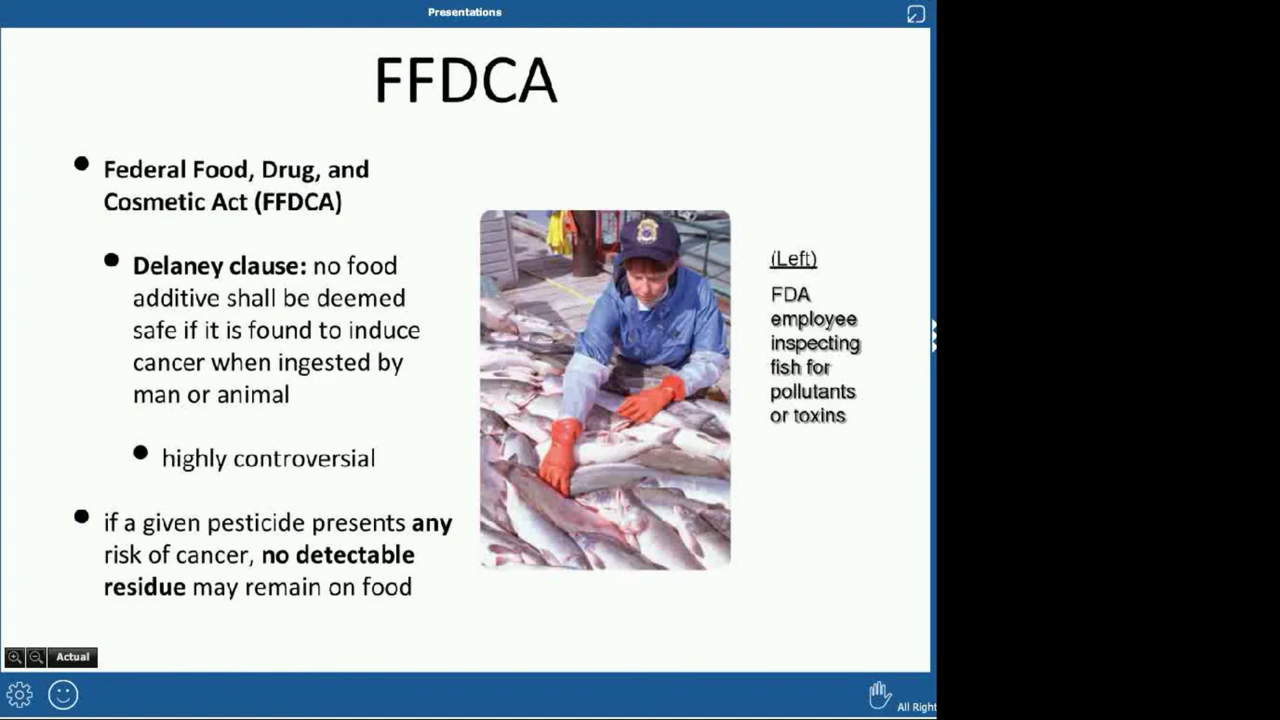 Presentations
FFDCA
Federal Food, Drug, and
Cosmetic Act (FFDCA)
Delaney clause: no food
additive shall be deemed
safe if it is found to induce
cancer when ingested by
man or animal
highly controversial
if a given pesticide presents any
risk of cancer, no detectable
residue may remain on food
(Left)
FDA
employee
inspecting
fish for
pollutants
or toxins
Actual
All Right